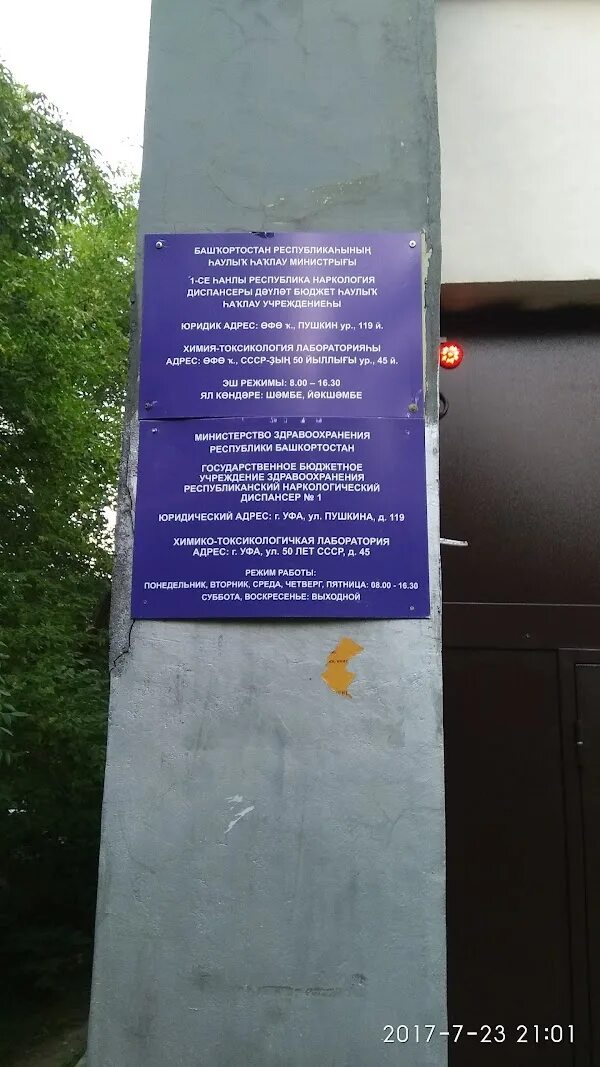 БАШҠОРТОСТАН РЕСПУБЛИКАҺЫНЫҢ
ҺАУЛЫҠ ҺАҠЛАУ МИНИСТРЫҒЫ
1-СЕ ҺАНЛЫ РЕСПУБЛИКА НАРКОЛОГИЯ
ДИСПАНСЕРЫ ДӘҮЛӘТ БЮДЖЕТ ҺАУЛЫҠ
ҺАҠЛАУ УЧРЕЖДЕНИЕҺЫ
ЮРИДИК АДРЕС: ӨФӨ ҡ., ПУШКИН ур., 119 й.
ХИМИЯ-ТОКСИКОЛОГИЯ ЛАБОРАТОРИЯҺЫ
АДРЕС: ӨФӨ ҡ., СССР-ҘЫҢ 50 ЙЫЛЛЫҒЫ ур., 45 й.
ЭШ РЕЖИМЫ: 8.00 – 16.30
ЯЛ КӨНДӘРЕ: ШӘМБЕ, ЙӘКШӘМБЕ
МИНИСТЕРСТВО ЗДРАВООХРАНЕНИЯ
РЕСПУБЛИКИ БАШКОРТОСТАН
ГОСУДАРСТВЕННОЕ БЮДЖЕТНОЕ
УЧРЕЖДЕНИЕ ЗДРАВООХРАНЕНИЯ
РЕСПУБЛИКАНСКИЙ НАРКОЛОГИЧЕСКИЙ
ДИСПАНСЕР № 1
ЮРИДИЧЕСКИЙ АДРЕС: г. УФА, ул. ПУШКИНА, д. 119
ХИМИКО-ТОКСИКОЛОГИЧКАЯ ЛАБОРАТОРИЯ
АДРЕС: г. УФА, ул. 50 ЛЕТ СССР, д. 45
РЕЖИМ РАБОТЫ:
ПОНЕДЕЛЬНИК, ВТОРНИК, СРЕДА, ЧЕТВЕРГ, ПЯТНИЦА: 08.00 - 16.30
СУББОТА, ВОСКРЕСЕНЬЕ: ВЫХОДНОЙ
2017-7-23 21:01